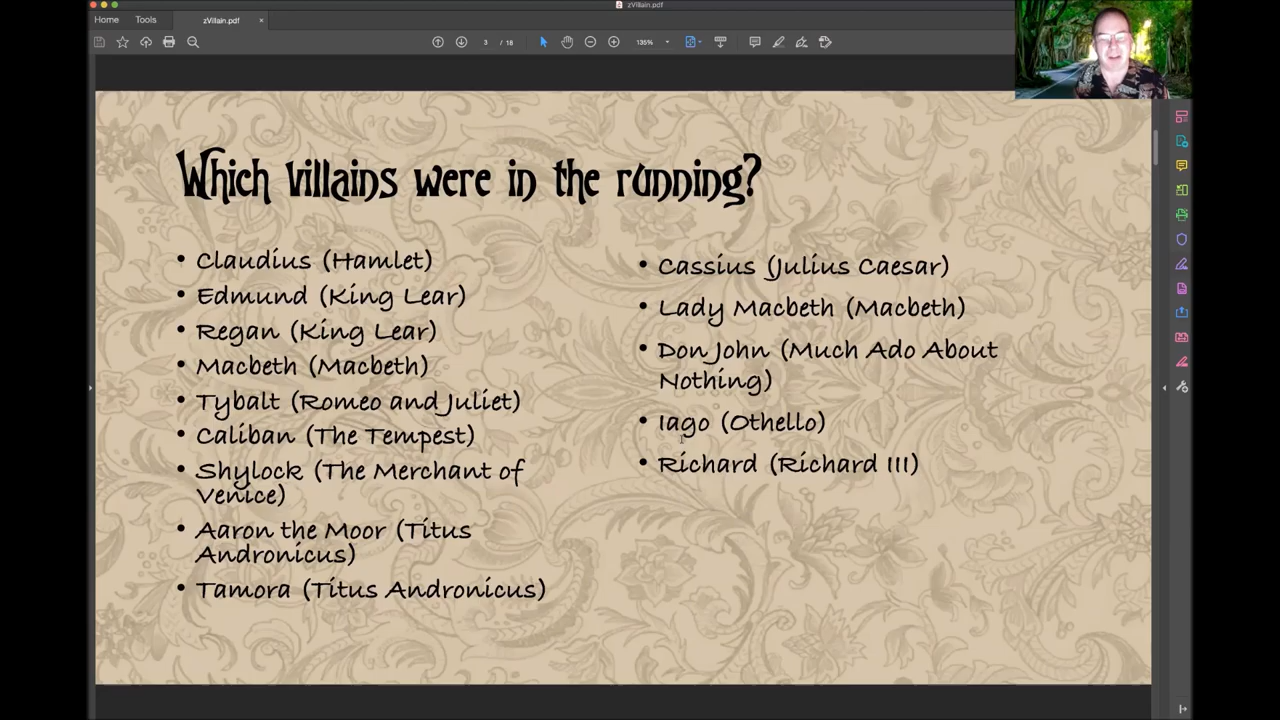 zVillain.pdf
Home
Tools
zVillain.pdf
×
3 / 18
135%
Which villains were in the running?
• Claudius (Hamlet)
• Edmund (King Lear)
• Regan (King Lear)
• Macbeth (Macbeth)
• Tybalt (Romeo and Juliet)
• Caliban (The Tempest)
• Shylock (The Merchant of
Venice)
• Aaron the Moor (Titus
Andronicus)
• Tamora (Titus Andronicus)
• Cassius (Julius Caesar)
• Lady Macbeth (Macbeth)
• Don John (Much Ado About
Nothing)
• Iago (Othello)
• Richard (Richard III)